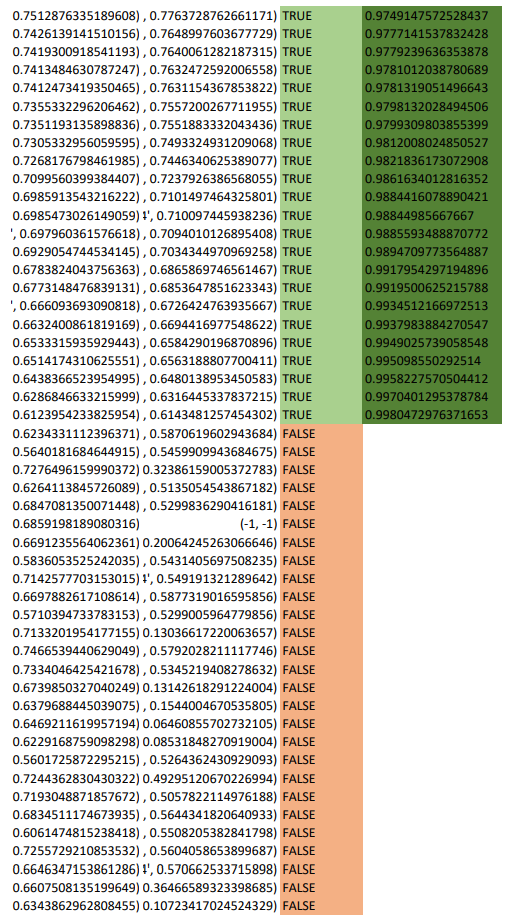 0.7512876335189608) , 0.7763728762661171) TRUE 0.9749147572528437
0.7426139141510156) , 0.7648997603677729) TRUE 0.9777141537832428
0.7419300918541193) , 0.7640061282187315) TRUE 0.9779239636353878
0.7413484630787247) , 0.7632472592006558) TRUE 0.9781012038780689
0.7412473419350465) , 0.7631154367853822) TRUE 0.9781319051496643
0.7355332296206462) , 0.7557200267711955) TRUE 0.9798132028494506
0.7351193135898836) , 0.7551883332043436) TRUE 0.9799309803855399
0.7305332956059595) , 0.7493324931209068) TRUE 0.9812008024850527
0.7268176798461985) , 0.7446340625389077) TRUE 0.9821836173072908
0.7099560399384407) , 0.7237926386568385) TRUE 0.9861634012816352
0.6985913543216222) , 0.7101497464325801) TRUE 0.9884416078890421
0.6985473026149059) 4', 0.710097445938236) TRUE 0.98844985667667
', 0.697960361576618) , 0.7094010126895408) TRUE 0.9885593488870772
0.6929054744534145) , 0.7034344970969258) TRUE 0.9894709773564887
0.6783824043756363) , 0.6865869746561467) TRUE 0.9917954297194896
0.6773148476839131) , 0.6853647851623343) TRUE 0.9919500625215788
', 0.666093693090818) , 0.6726424763935667) TRUE 0.9934512166972513
0.6632400861819169) , 0.6694416977548622) TRUE 0.9937983884270547
0.6533315935929443) , 0.6584290196870896) TRUE 0.9949025739058548
0.6514174310625551) , 0.6563188807700411) TRUE 0.995098550292514
0.6438366523954995) , 0.6480138953450583) TRUE 0.9958227570504412
0.6286846633215999) , 0.6316445337837215) TRUE 0.9970401295378784
0.6123954233825954) , 0.6143481257454302) TRUE 0.9980472976371653
0.6234331112396371) , 0.5870619602943684) FALSE
0.5640181684644915) , 0.5459909943684675) FALSE
0.7276496159990372) 0.32386159005372783) FALSE
0.6264113845726089) , 0.5135054543867182) FALSE
0.6847081350071448) , 0.5299836290416181) FALSE
0.6859198189080316) (-1, -1) FALSE
0.6691235564062361) 0.20064245263066646) FALSE
0.5836053525242035) , 0.5431405697508235) FALSE
0.7142577703153015) 4', 0.549191321289642) FALSE
0.6697882617108614) , 0.5877319016595856) FALSE
0.5710394733783153) , 0.5299005964779856) FALSE
0.7133201954177155) 0.13036617220063657) FALSE
0.7466539440629049) , 0.5792028211117746) FALSE
0.7334046425421678) , 0.5345219408278632) FALSE
0.6739850327040249) 0.13142618291224004) FALSE
0.6379688445039075) , 0.1544004670535805) FALSE
0.6469211619957194) 0.06460855702732105) FALSE
0.6229168759098298) 0.08531848270919004) FALSE
0.5601725872295215) , 0.5264362430929093) FALSE
0.7244362830430322) 0.49295120670226994) FALSE
0.7193048871857672) , 0.5057822114976188) FALSE
0.6834511174673935) , 0.5644341820640933) FALSE
0.6061474815238418) , 0.5508205382841798) FALSE
0.7255729210853532) , 0.5604058653899687) FALSE
0.6646347153861286) 4', 0.570662533715898) FALSE
0.6607508135199649) 0.36466589323398685) FALSE
0.6343862962808455) 0.10723417024524329) FALSE